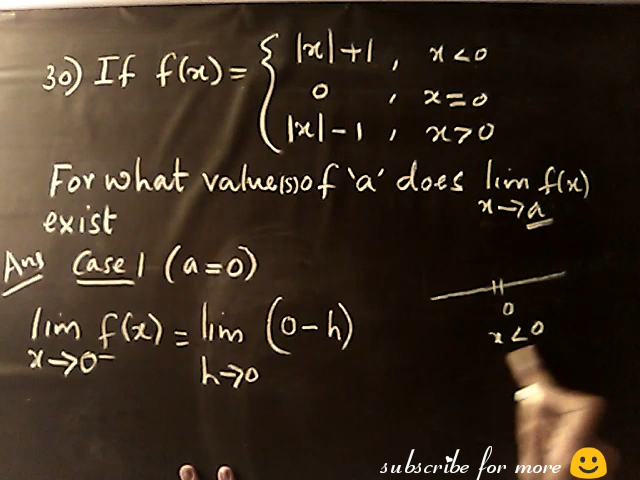 30) If f(x) = { |x|+1 , x<0
0 , x=0
|x|-1 , x>0
For what value(s) of 'a' does lim f(x)
x→a
exist
Ans Case 1 (a=0)
lim f(x) = lim (0-h)
x→0⁻ h→0
0
x<0
subscribe for more 🙂